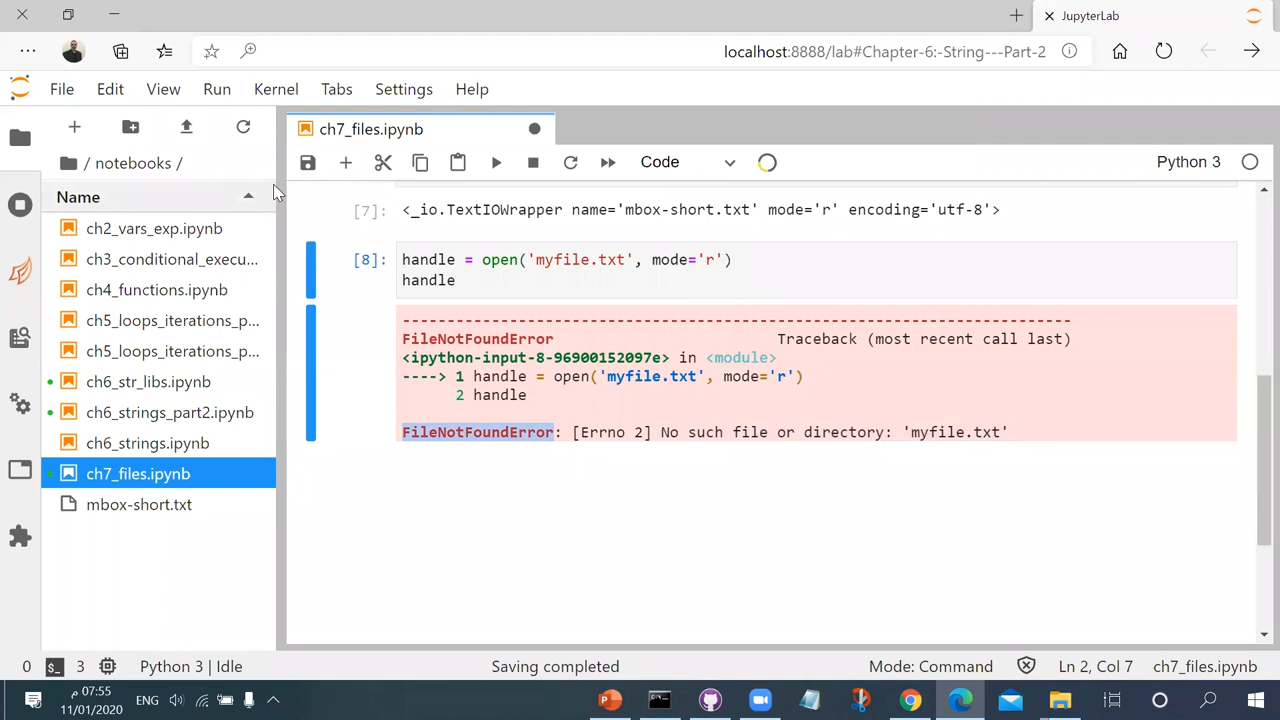 JupyterLab
localhost:8888/lab#Chapter-6:-String---Part-2
File Edit View Run Kernel Tabs Settings Help
/ notebooks /
Name
ch2_vars_exp.ipynb
ch3_conditional_execu...
ch4_functions.ipynb
ch5_loops_iterations_p...
ch5_loops_iterations_p...
ch6_str_libs.ipynb
ch6_strings_part2.ipynb
ch6_strings.ipynb
ch7_files.ipynb
mbox-short.txt
ch7_files.ipynb
Code
Python 3
[7]: <_io.TextIOWrapper name='mbox-short.txt' mode='r' encoding='utf-8'>
[8]: handle = open('myfile.txt', mode='r')
handle
---------------------------------------------------------------------------
FileNotFoundError Traceback (most recent call last)
<ipython-input-8-96900152097e> in <module>
----> 1 handle = open('myfile.txt', mode='r')
2 handle
FileNotFoundError: [Errno 2] No such file or directory: 'myfile.txt'
0 $_ 3 Python 3 | Idle Saving completed Mode: Command Ln 2, Col 7 ch7_files.ipynb
07:55 م
11/01/2020
ENG